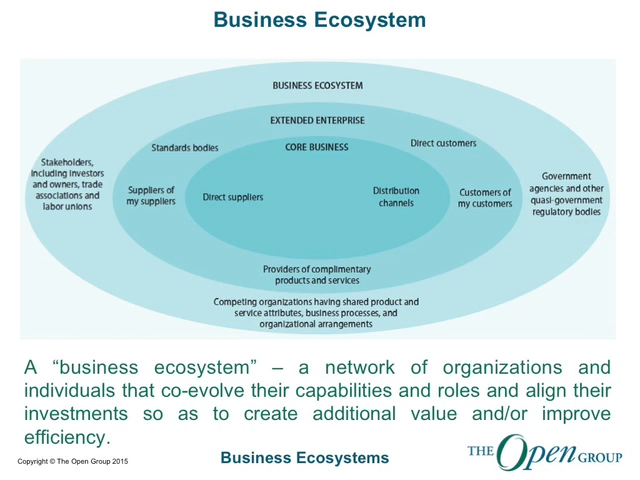 Business Ecosystem
BUSINESS ECOSYSTEM
EXTENDED ENTERPRISE
CORE BUSINESS
Standards bodies
Direct customers
Stakeholders,
including investors
and owners, trade
associations and
labor unions
Suppliers of
my suppliers
Direct suppliers
Distribution
channels
Customers of
my customers
Government
agencies and other
quasi-government
regulatory bodies
Providers of complimentary
products and services
Competing organizations having shared product and
service attributes, business processes, and
organizational arrangements
A “business ecosystem” – a network of organizations and
individuals that co-evolve their capabilities and roles and align their
investments so as to create additional value and/or improve
efficiency.
Copyright © The Open Group 2015
Business Ecosystems
THE Open GROUP